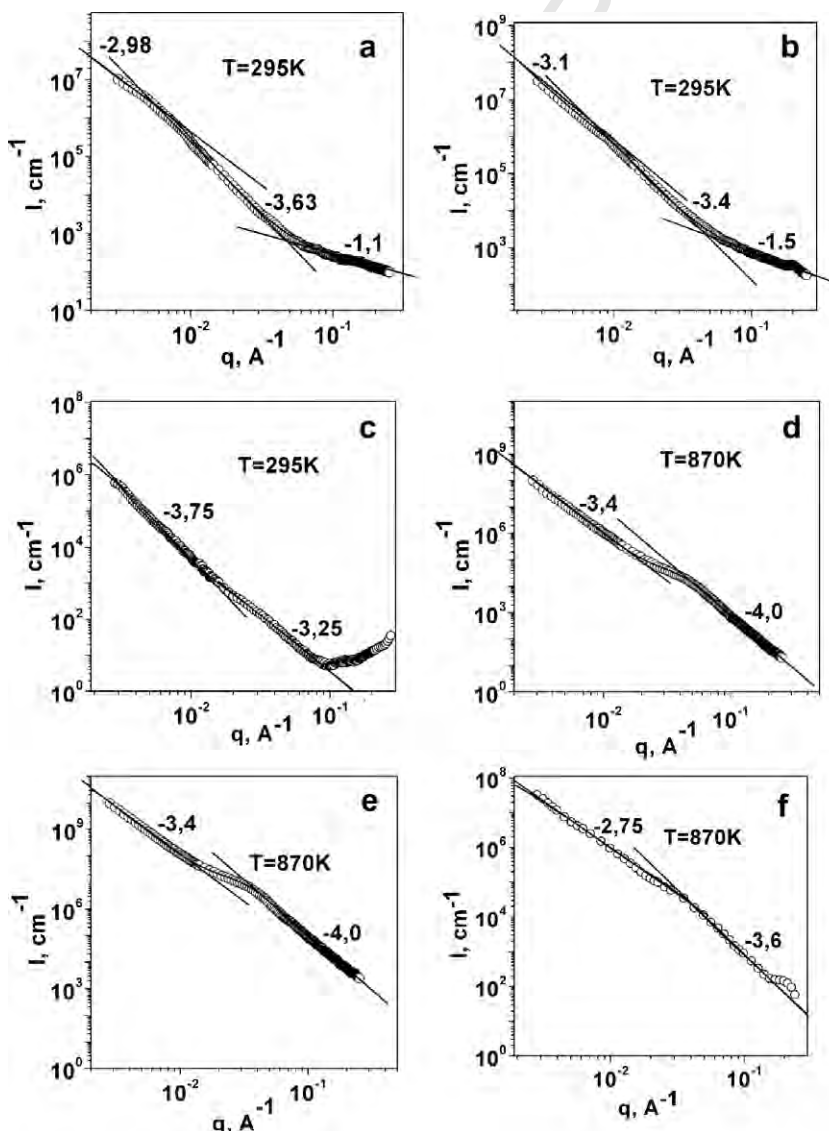 a
-2,98
T=295K
-3,63
-1,1
10^7
10^5
10^3
10^1
I, cm^-1
10^-2
10^-1
q, A^-1
b
-3.1
T=295K
-3.4
-1.5
10^9
10^7
10^5
10^3
I, cm^-1
10^-2
10^-1
q, A^-1
c
T=295K
-3,75
-3,25
10^8
10^6
10^4
10^2
10^0
I, cm^-1
10^-2
10^-1
q, A^-1
d
T=870K
-3,4
-4,0
10^9
10^6
10^3
10^0
I, cm^-1
10^-2
10^-1
q, A^-1
e
-3,4
T=870K
-4,0
10^9
10^6
10^3
10^0
I, cm^-1
10^-2
10^-1
q, A^-1
f
-2,75
T=870K
-3,6
10^8
10^6
10^4
10^2
10^0
I, cm^-1
10^-2
10^-1
q, A^-1